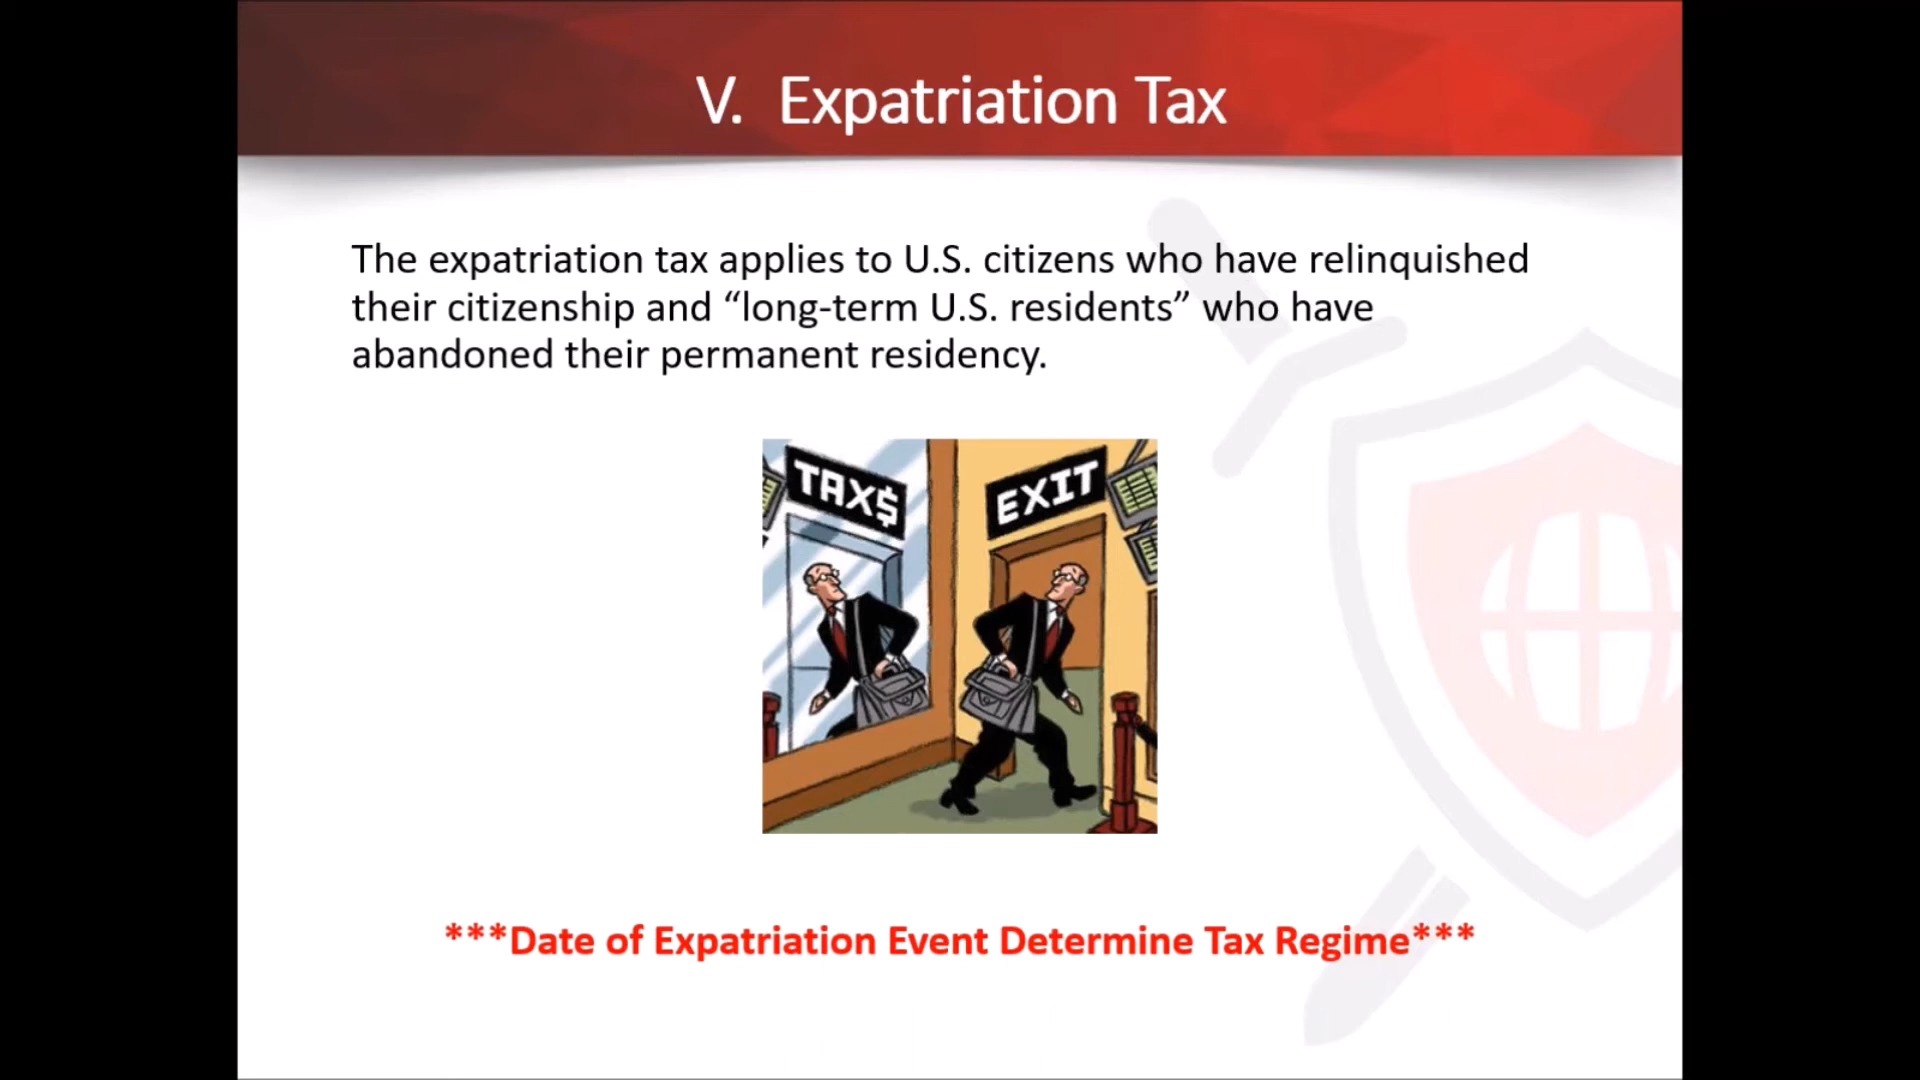 V. Expatriation Tax
The expatriation tax applies to U.S. citizens who have relinquished
their citizenship and “long-term U.S. residents” who have
abandoned their permanent residency.
TAX$
EXIT
***Date of Expatriation Event Determine Tax Regime***